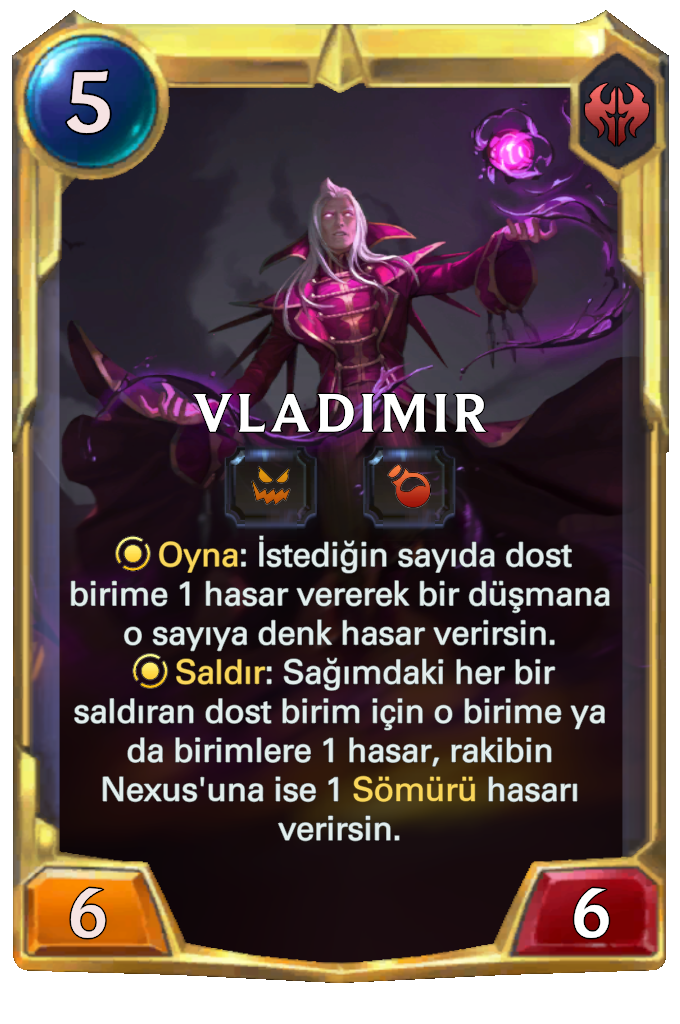 5
VLADIMIR
Oyna: İstediğin sayıda dost
birime 1 hasar vererek bir düşmana
o sayıya denk hasar verirsin.
Saldır: Sağımdaki her bir
saldıran dost birim için o birime ya
da birimlere 1 hasar, rakibin
Nexus'una ise 1 Sömürü hasarı
verirsin.
6
6